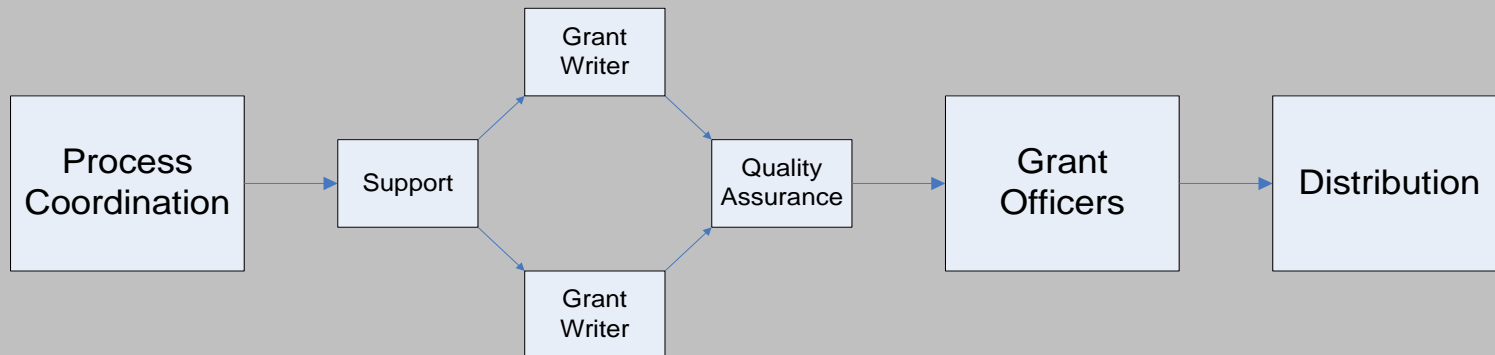 Process
Coordination
Support
Grant
Writer
Grant
Writer
Quality
Assurance
Grant
Officers
Distribution